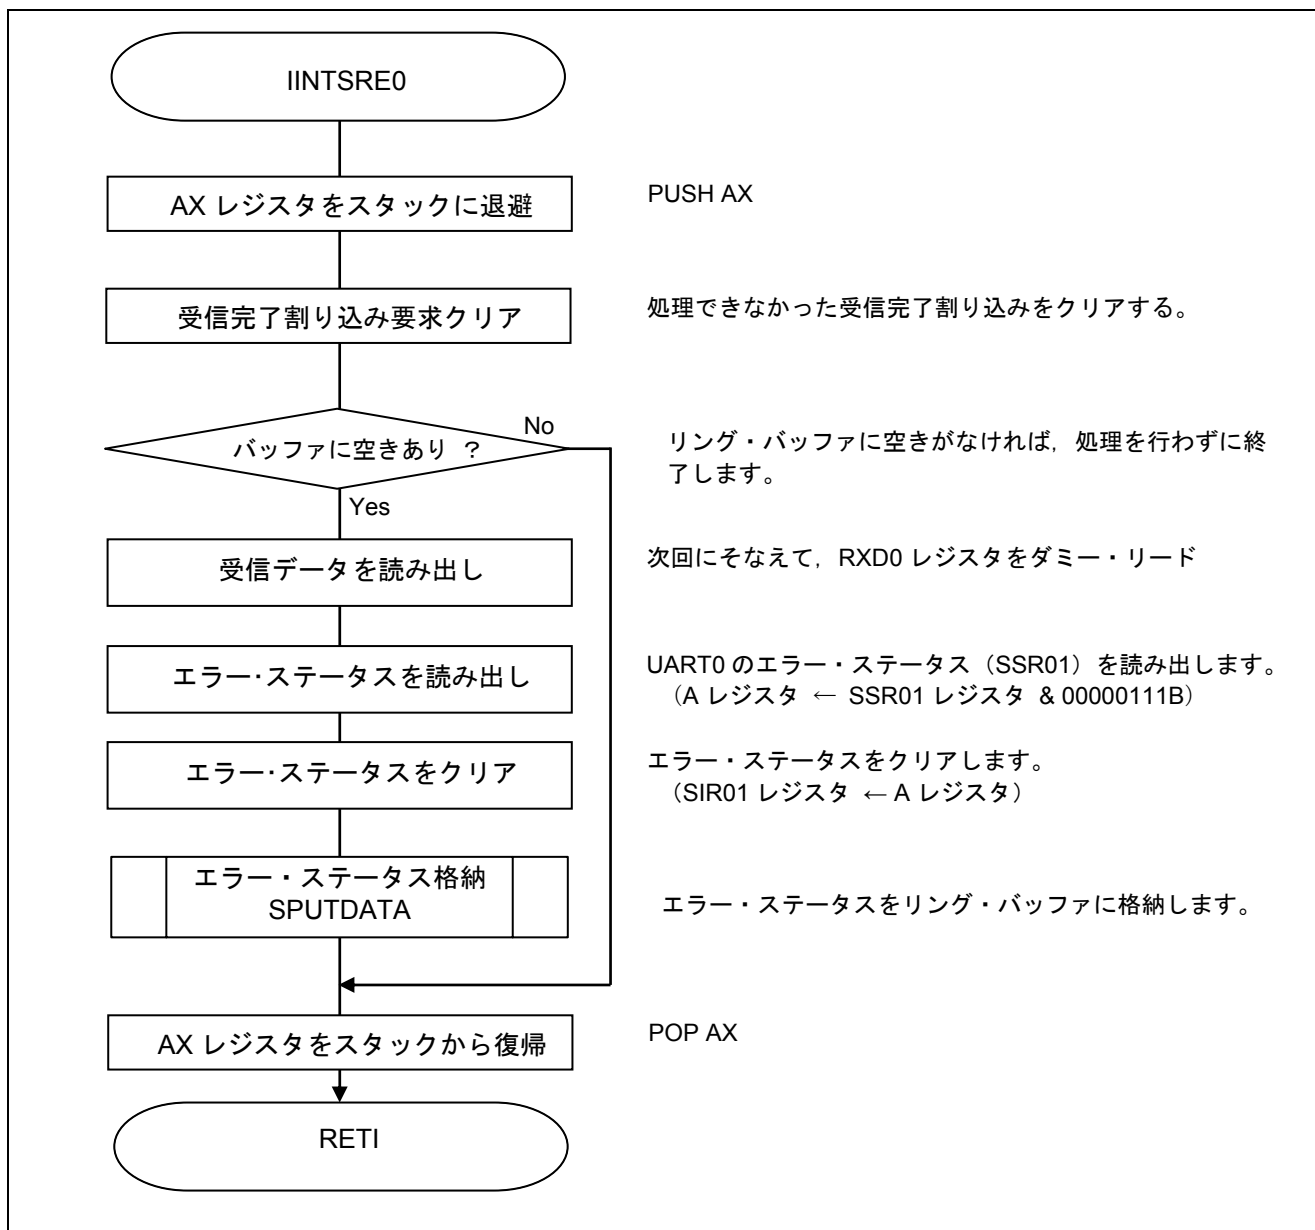 IINTSRE0
AX レジスタをスタックに退避
PUSH AX
受信完了割り込み要求クリア
処理できなかった受信完了割り込みをクリアする。
No
バッファに空きあり ?
リング・バッファに空きがなければ，処理を行わずに終
了します。
Yes
受信データを読み出し
次回にそなえて，RXD0 レジスタをダミー・リード
エラー･ステータスを読み出し
UART0 のエラー・ステータス（SSR01）を読み出します。
（A レジスタ ← SSR01 レジスタ & 00000111B）
エラー･ステータスをクリア
エラー・ステータスをクリアします。
（SIR01 レジスタ ← A レジスタ）
エラー・ステータス格納
SPUTDATA
エラー・ステータスをリング・バッファに格納します。
AX レジスタをスタックから復帰
POP AX
RETI